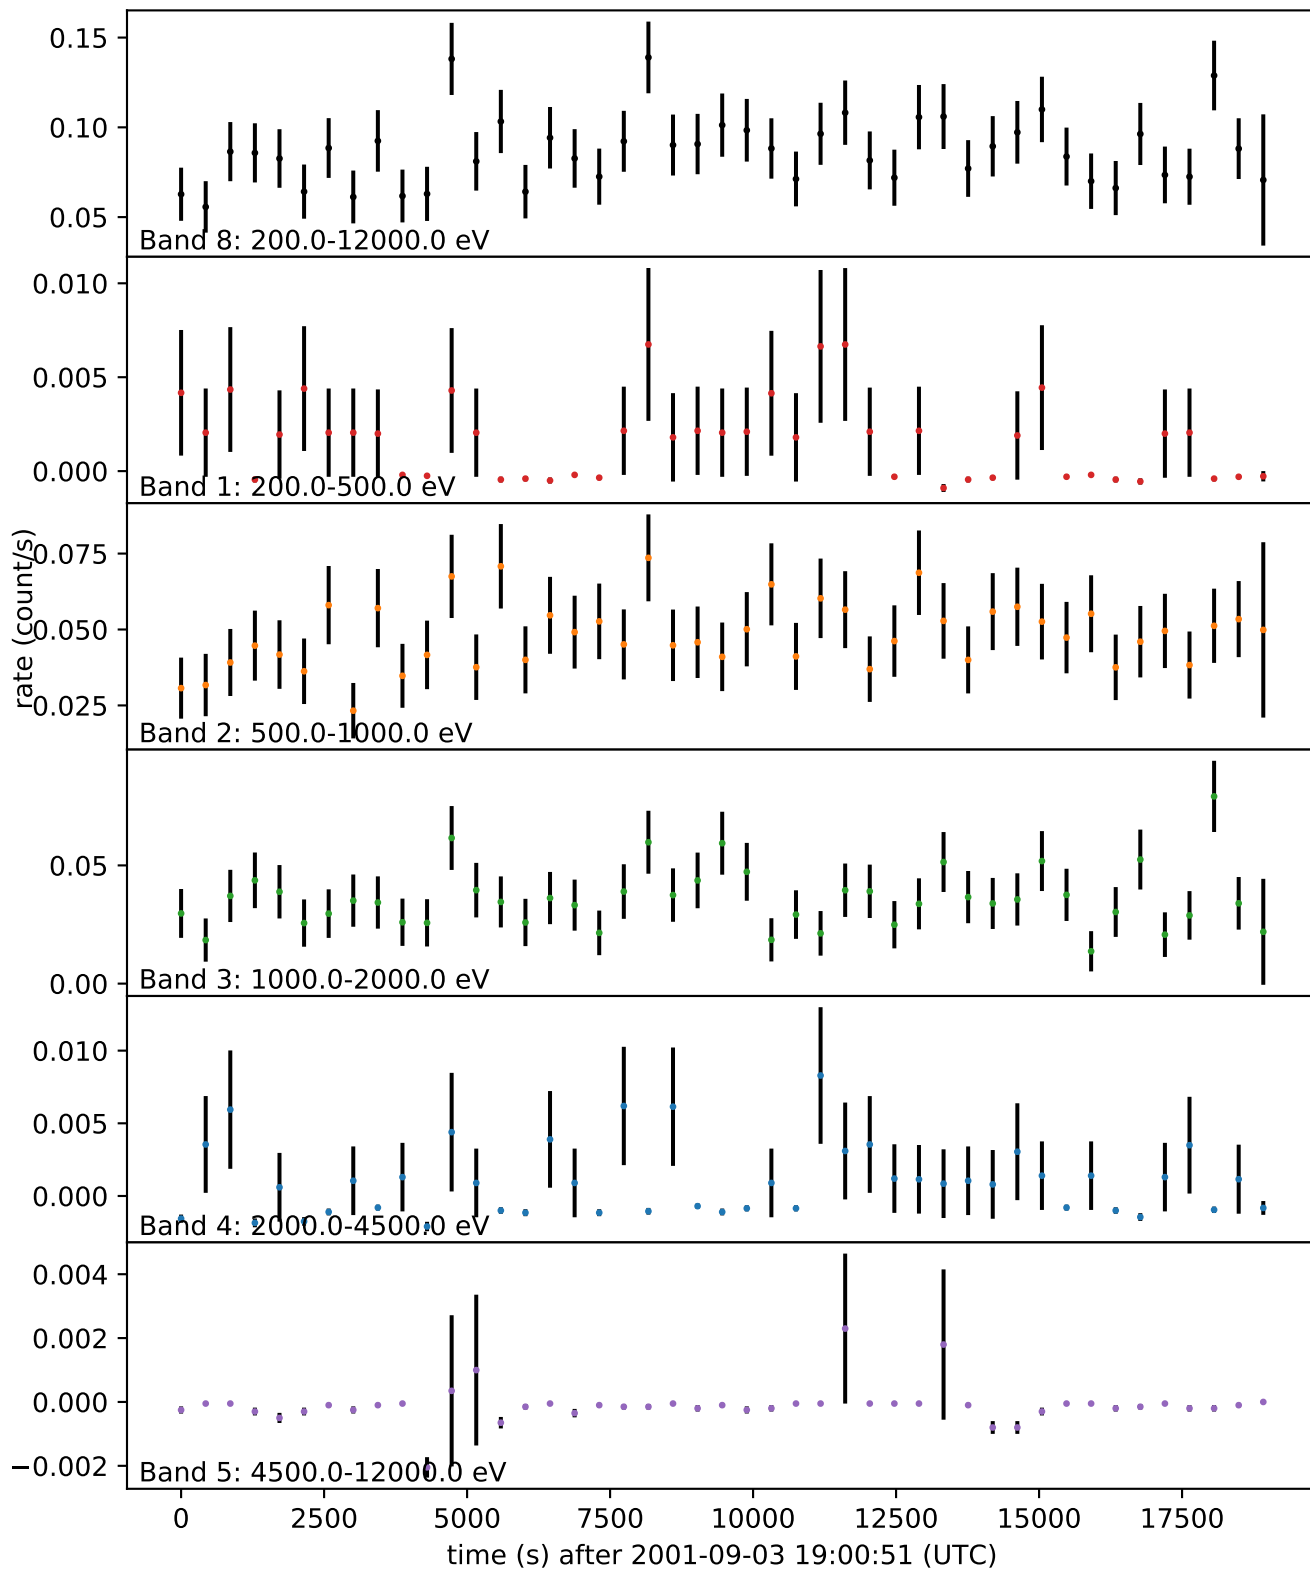 0.15
0.10
0.05
Band 8: 200.0-12000.0 eV
0.010
0.005
0.000
Band 1: 200.0-500.0 eV
rate (count/s)
0.075
0.050
0.025
Band 2: 500.0-1000.0 eV
0.05
0.00
Band 3: 1000.0-2000.0 eV
0.010
0.005
0.000
Band 4: 2000.0-4500.0 eV
0.004
0.002
0.000
−0.002
Band 5: 4500.0-12000.0 eV
0 2500 5000 7500 10000 12500 15000 17500
time (s) after 2001-09-03 19:00:51 (UTC)